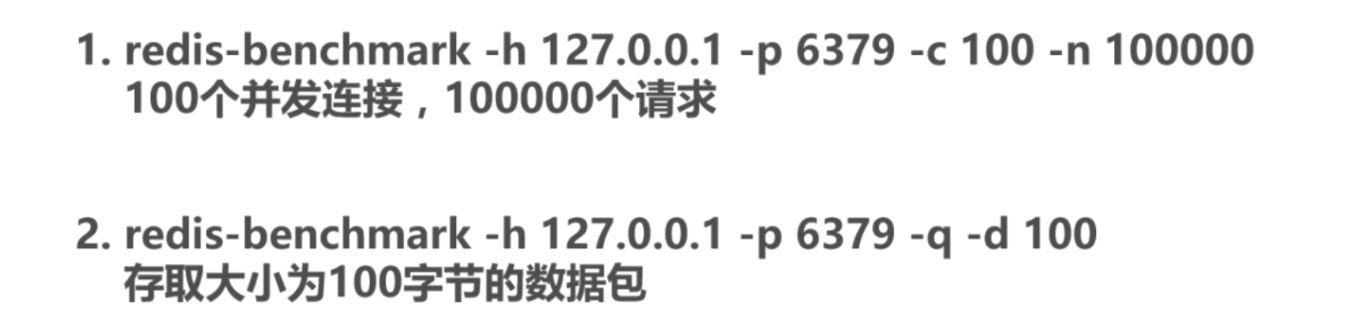 1. redis-benchmark -h 127.0.0.1 -p 6379 -c 100 -n 100000
100个并发连接，100000个请求
2. redis-benchmark -h 127.0.0.1 -p 6379 -q -d 100
存取大小为100字节的数据包